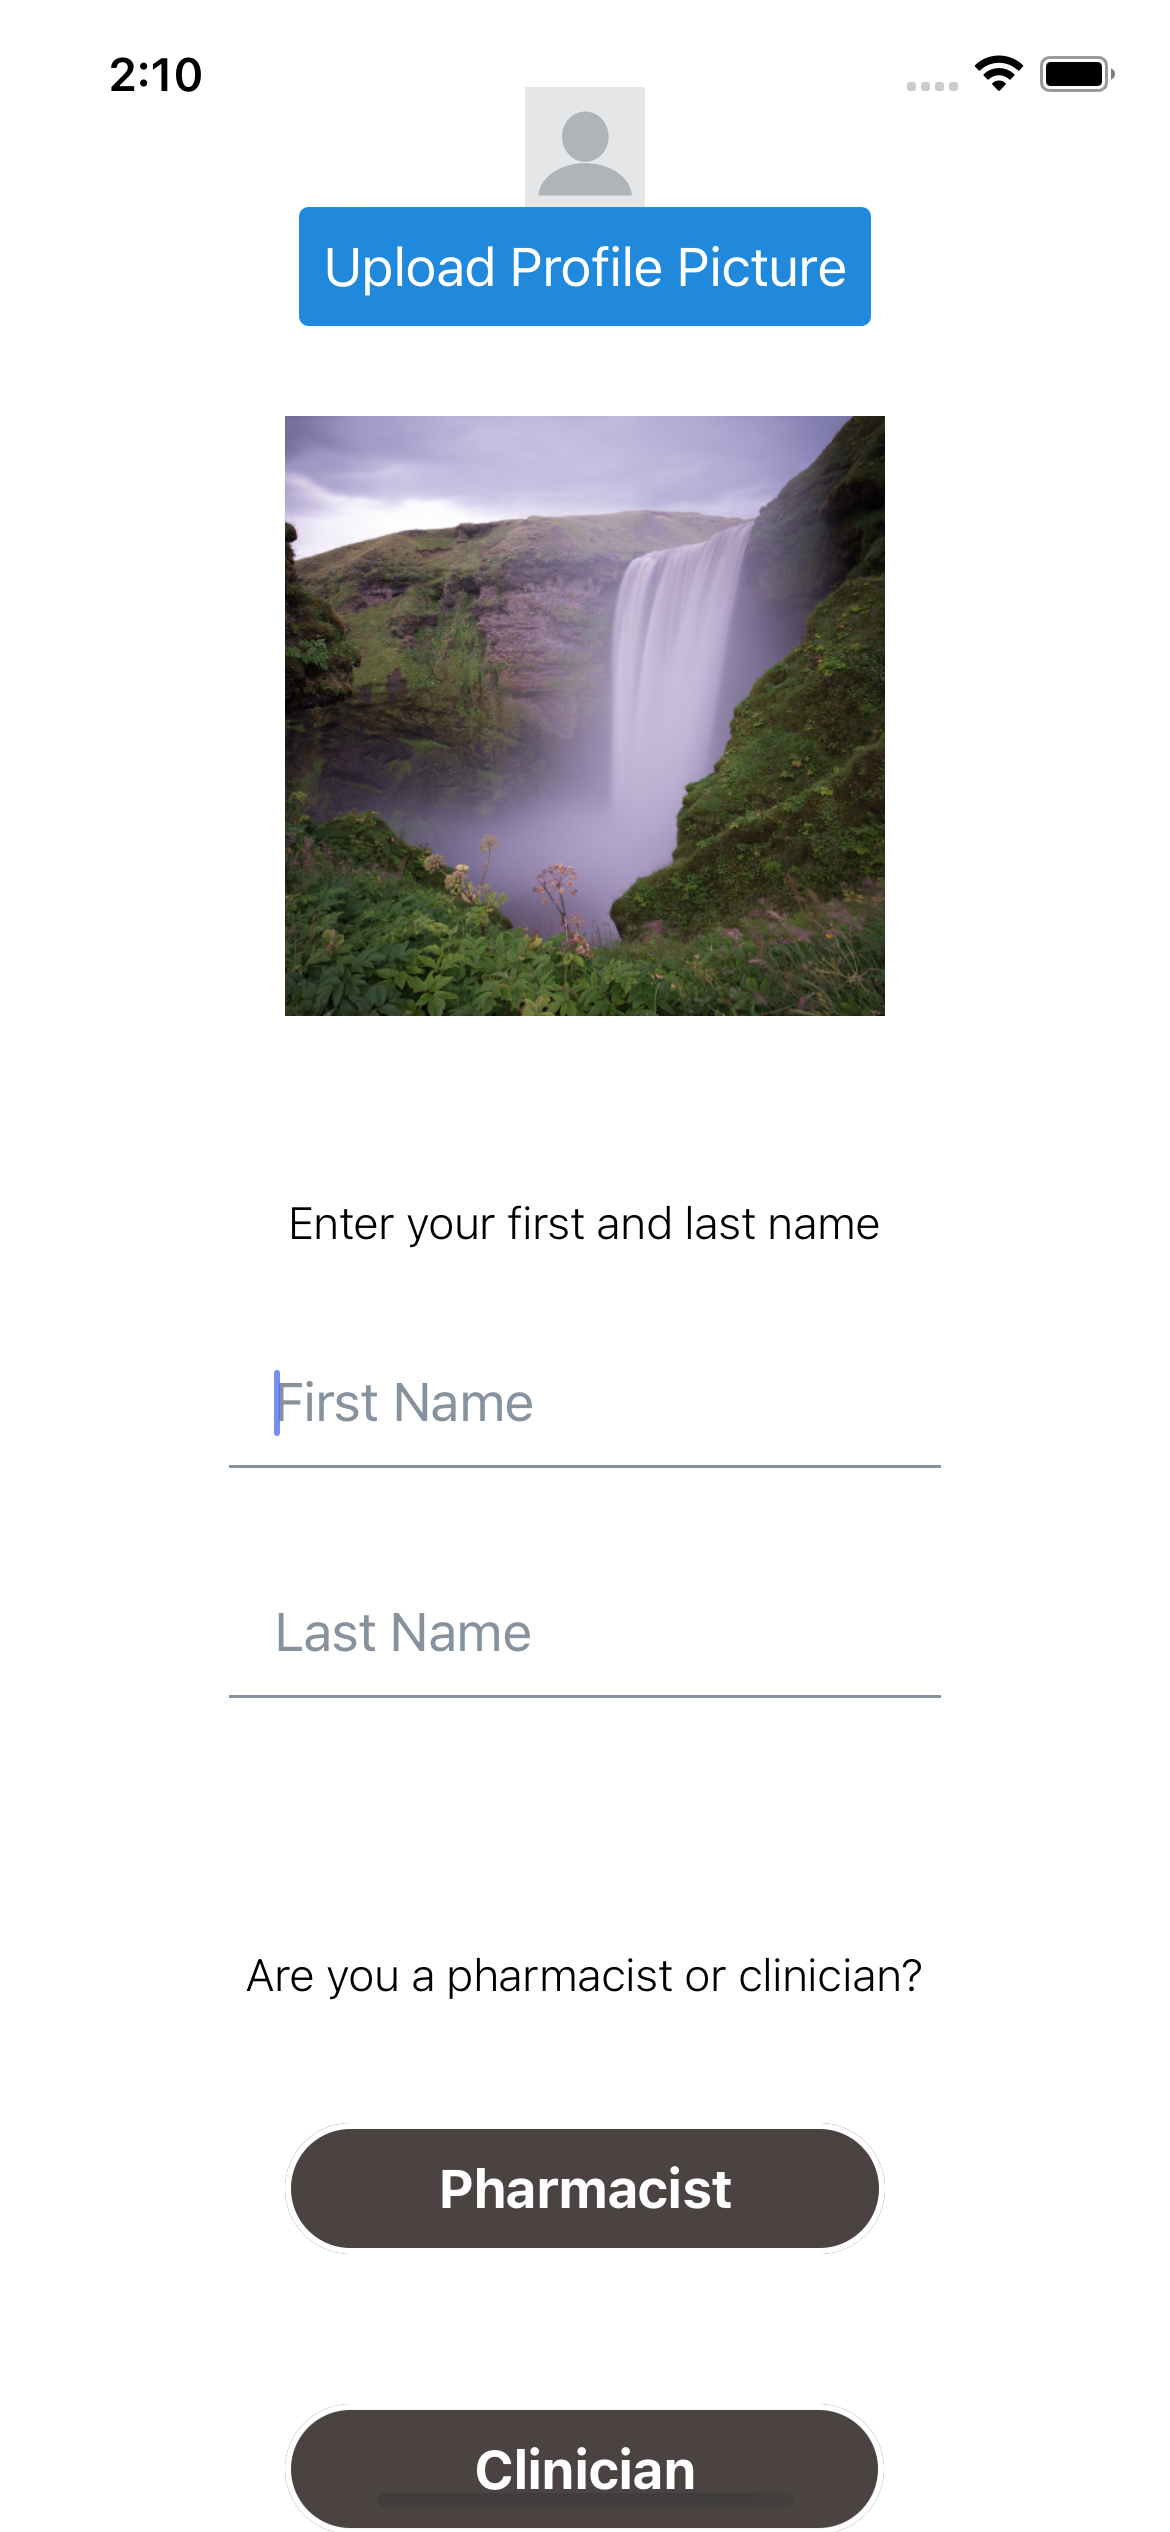 2:10
Upload Profile Picture
Enter your first and last name
First Name
Last Name
Are you a pharmacist or clinician?
Pharmacist
Clinician